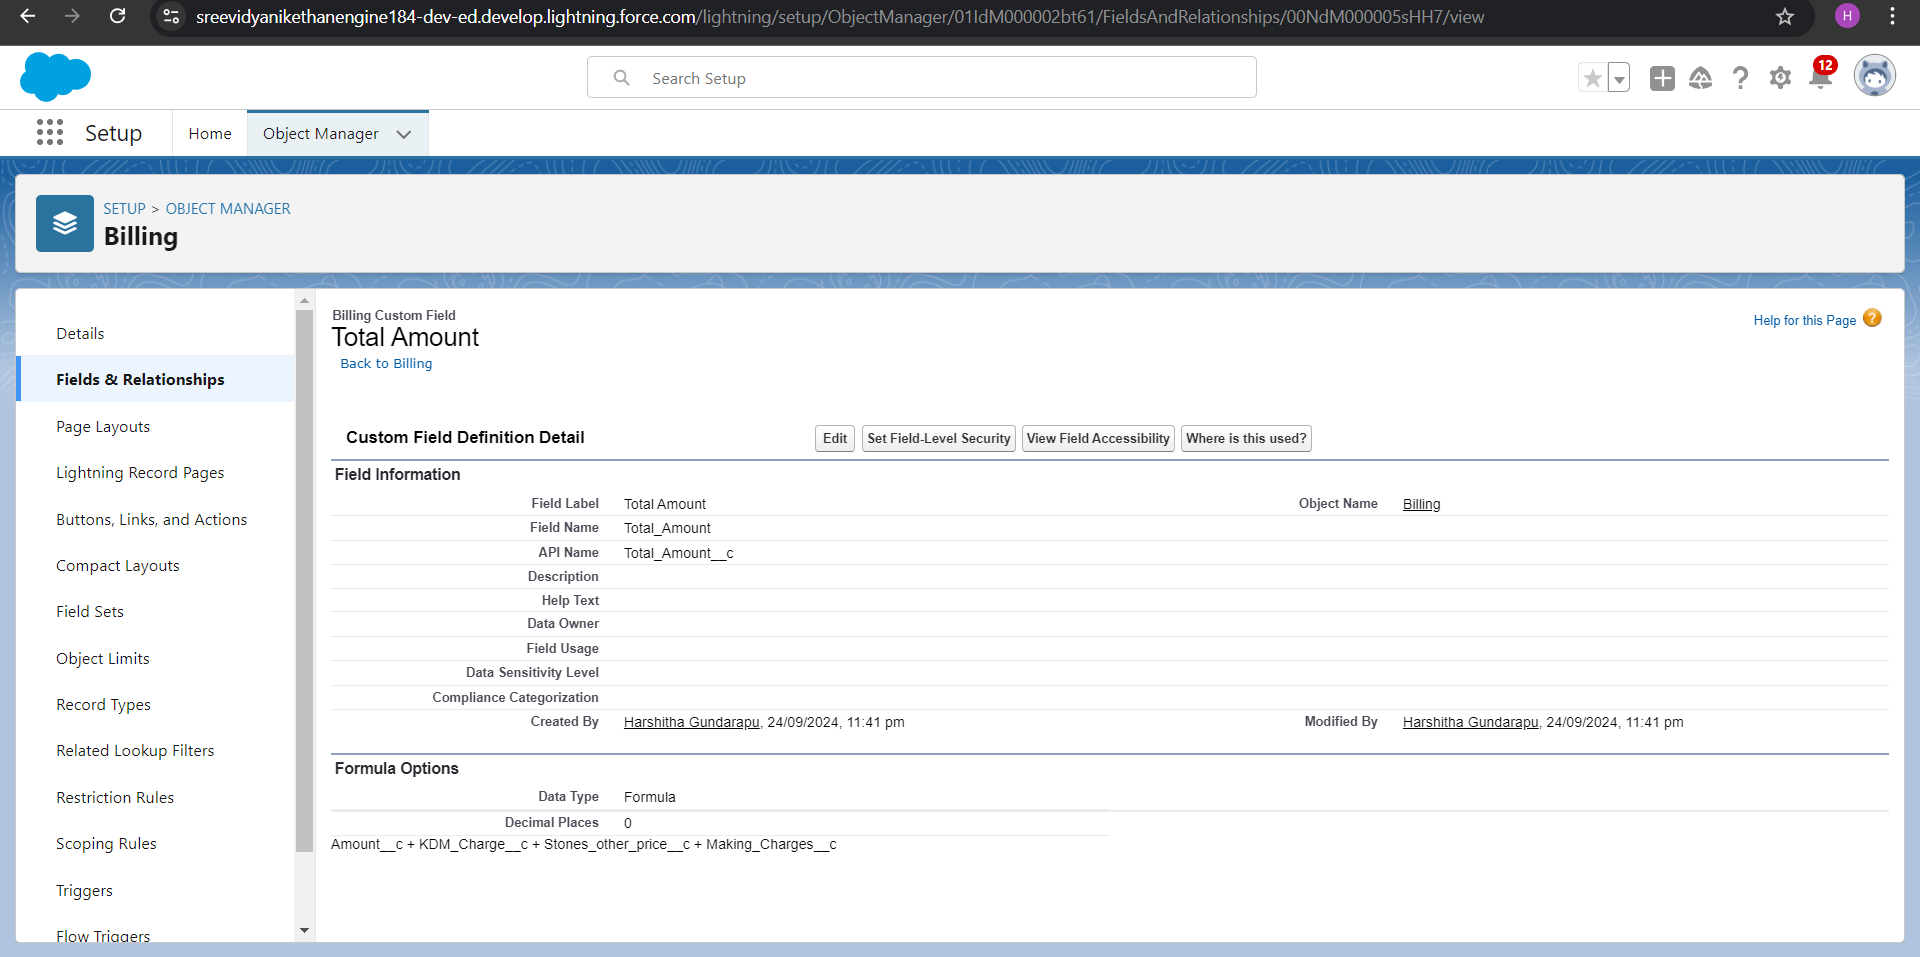 sreevidyanikethanengine184-dev-ed.develop.lightning.force.com/lightning/setup/ObjectManager/01IdM000002bt61/FieldsAndRelationships/00NdM000005sHH7/view
H
Search Setup
12
Setup
Home
Object Manager
SETUP > OBJECT MANAGER
Billing
Details
Fields & Relationships
Page Layouts
Lightning Record Pages
Buttons, Links, and Actions
Compact Layouts
Field Sets
Object Limits
Record Types
Related Lookup Filters
Restriction Rules
Scoping Rules
Triggers
Flow Triggers
Billing Custom Field
Total Amount
Back to Billing
Help for this Page ?
Custom Field Definition Detail
Edit
Set Field-Level Security
View Field Accessibility
Where is this used?
Field Information
Field Label Total Amount Object Name Billing
Field Name Total_Amount
API Name Total_Amount__c
Description
Help Text
Data Owner
Field Usage
Data Sensitivity Level
Compliance Categorization
Created By Harshitha Gundarapu, 24/09/2024, 11:41 pm Modified By Harshitha Gundarapu, 24/09/2024, 11:41 pm
Formula Options
Data Type Formula
Decimal Places 0
Amount__c + KDM_Charge__c + Stones_other_price__c + Making_Charges__c